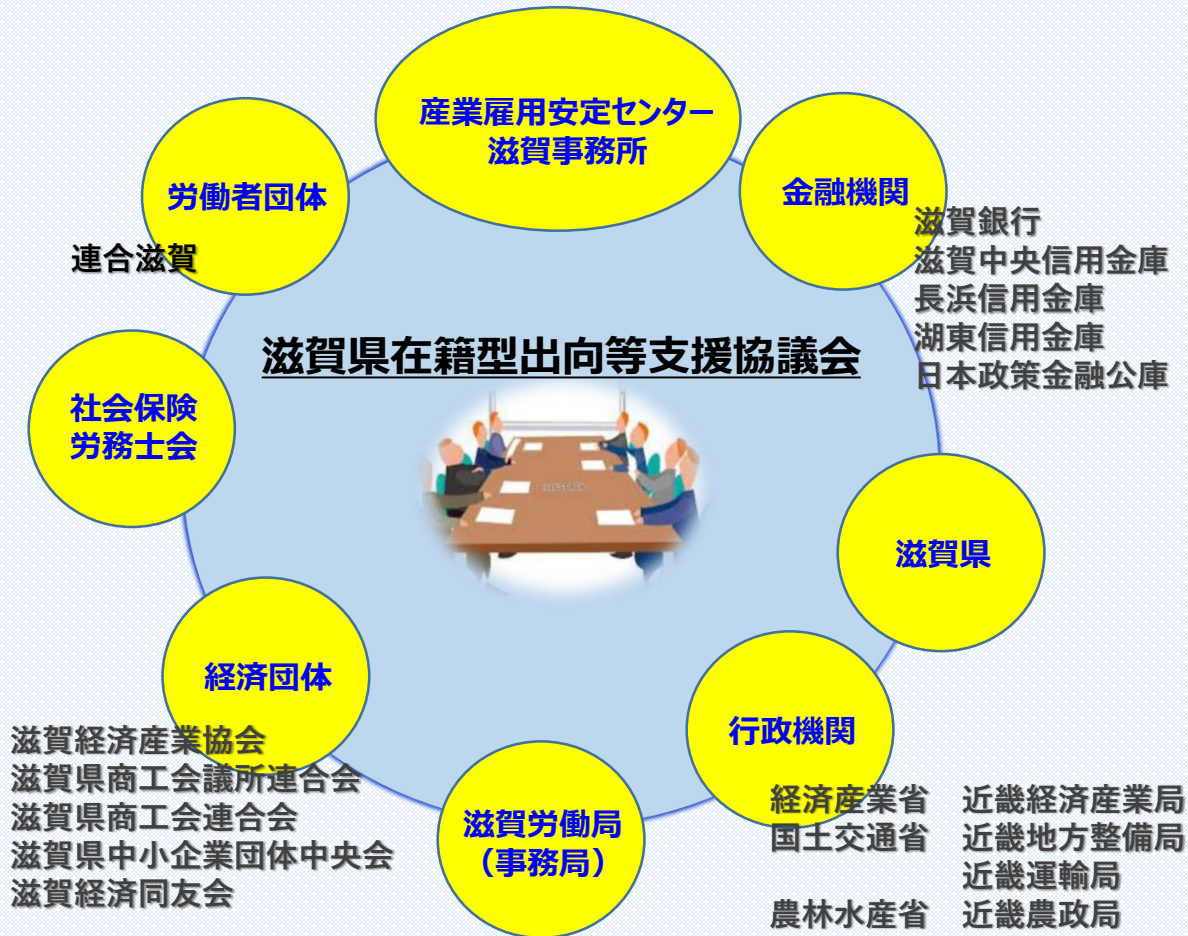 産業雇用安定センター
滋賀事務所
労働者団体
連合滋賀
金融機関
滋賀銀行
滋賀中央信用金庫
長浜信用金庫
湖東信用金庫
日本政策金融公庫
滋賀県在籍型出向等支援協議会
社会保険
労務士会
滋賀県
経済団体
滋賀経済産業協会
滋賀県商工会議所連合会
滋賀県商工会連合会
滋賀県中小企業団体中央会
滋賀経済同友会
滋賀労働局
（事務局）
行政機関
経済産業省　近畿経済産業局
国土交通省　近畿地方整備局
近畿運輸局
農林水産省　近畿農政局